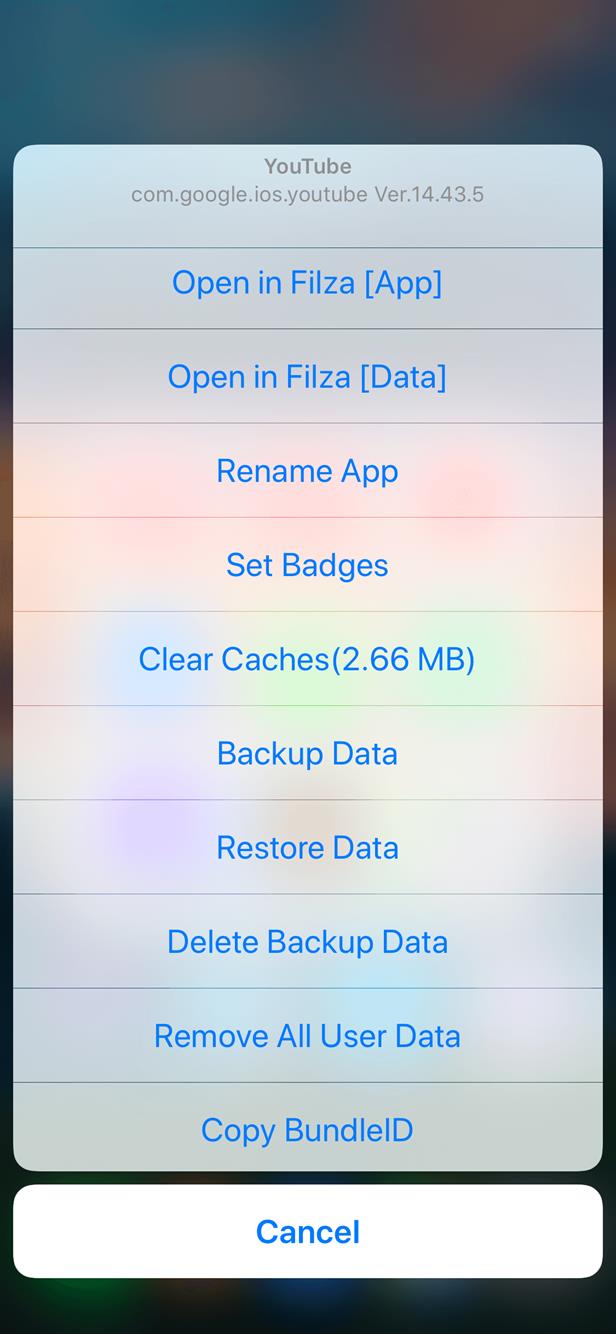 YouTube
com.google.ios.youtube Ver.14.43.5
Open in Filza [App]
Open in Filza [Data]
Rename App
Set Badges
Clear Caches(2.66 MB)
Backup Data
Restore Data
Delete Backup Data
Remove All User Data
Copy BundleID
Cancel